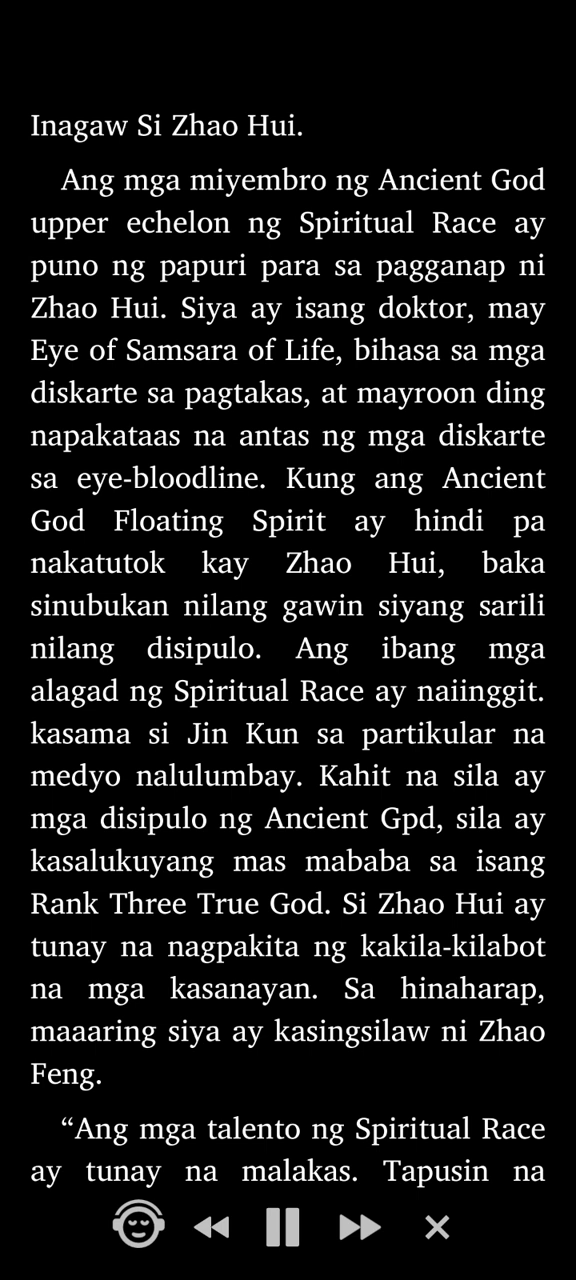 Inagaw Si Zhao Hui.
Ang mga miyembro ng Ancient God
upper echelon ng Spiritual Race ay
puno ng papuri para sa pagganap ni
Zhao Hui. Siya ay isang doktor, may
Eye of Samsara of Life, bihasa sa mga
diskarte sa pagtakas, at mayroon ding
napakataas na antas ng mga diskarte
sa eye-bloodline. Kung ang Ancient
God Floating Spirit ay hindi pa
nakatutok kay Zhao Hui, baka
sinubukan nilang gawin siyang sarili
nilang disipulo. Ang ibang mga
alagad ng Spiritual Race ay naiinggit.
kasama si Jin Kun sa partikular na
medyo nalulumbay. Kahit na sila ay
mga disipulo ng Ancient Gpd, sila ay
kasalukuyang mas mababa sa isang
Rank Three True God. Si Zhao Hui ay
tunay na nagpakita ng kakila-kilabot
na mga kasanayan. Sa hinaharap,
maaaring siya ay kasingsilaw ni Zhao
Feng.
“Ang mga talento ng Spiritual Race
ay tunay na malakas. Tapusin na